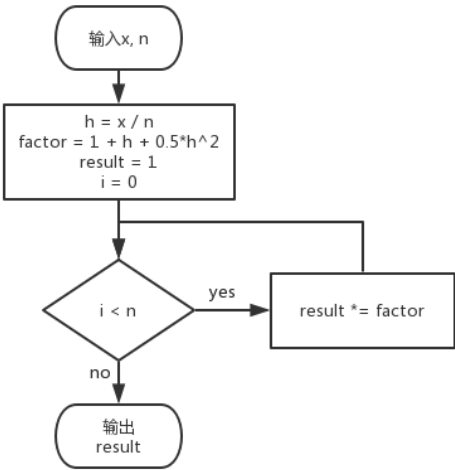 输入x, n
h = x / n
factor = 1 + h + 0.5*h^2
result = 1
i = 0
i < n
yes
result *= factor
no
输出
result